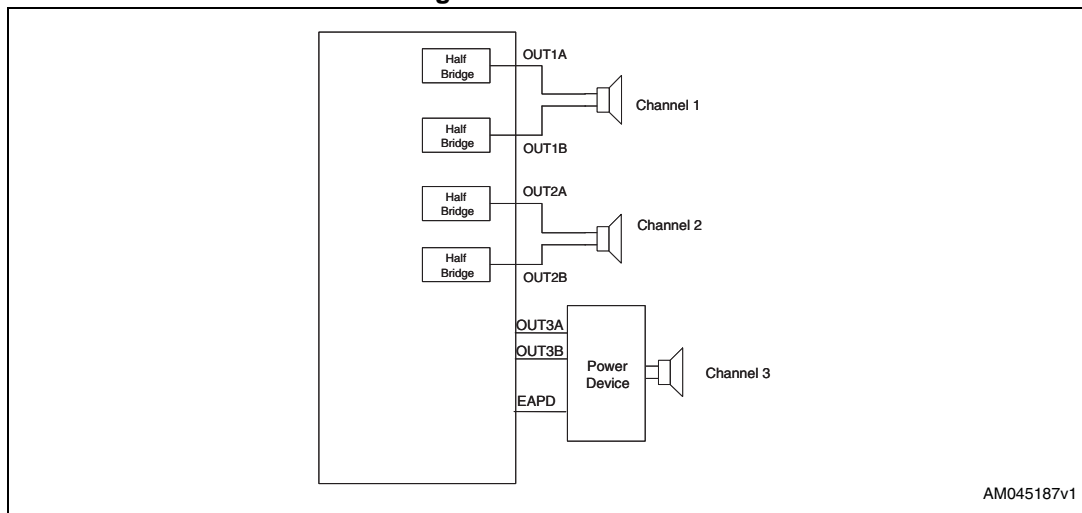 Half
Bridge
OUT1A
Channel 1
Half
Bridge
OUT1B
Half
Bridge
OUT2A
Channel 2
Half
Bridge
OUT2B
OUT3A
OUT3B
Power
Device
Channel 3
EAPD
AM045187v1